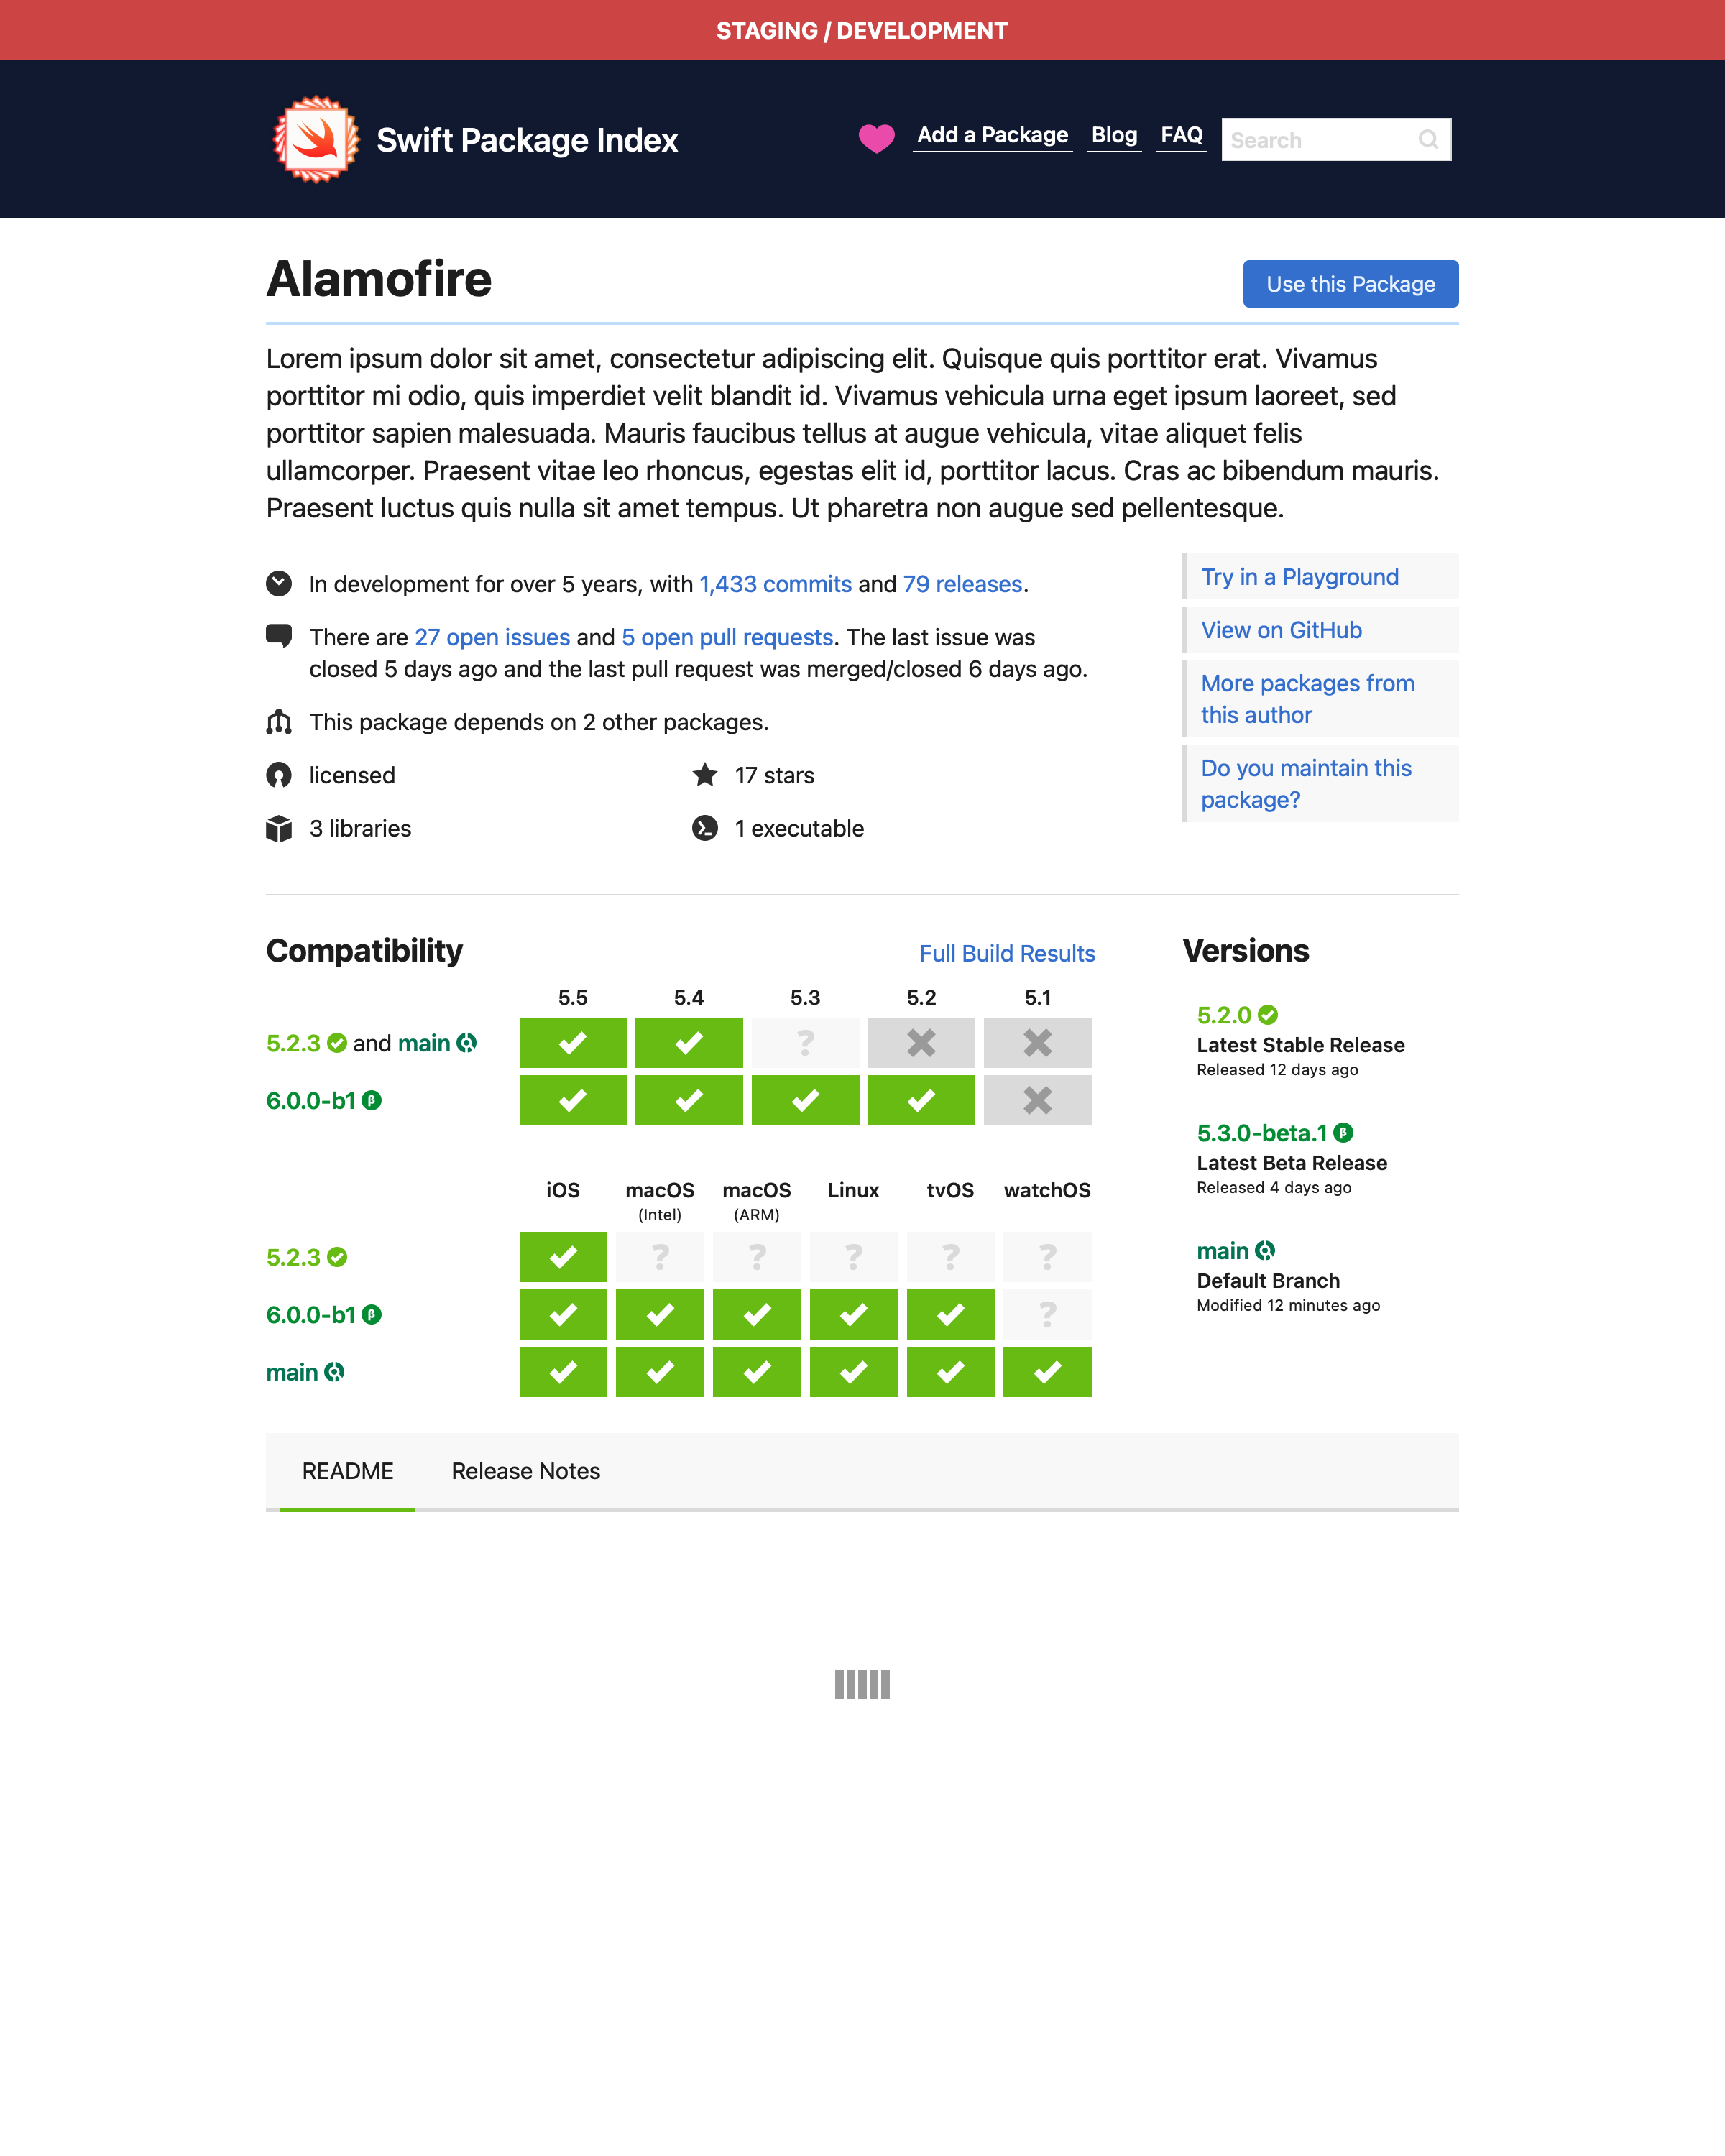 STAGING / DEVELOPMENT
Swift Package Index
Add a Package Blog FAQ Search
Alamofire
Use this Package
Lorem ipsum dolor sit amet, consectetur adipiscing elit. Quisque quis porttitor erat. Vivamus
porttitor mi odio, quis imperdiet velit blandit id. Vivamus vehicula urna eget ipsum laoreet, sed
porttitor sapien malesuada. Mauris faucibus tellus at augue vehicula, vitae aliquet felis
ullamcorper. Praesent vitae leo rhoncus, egestas elit id, porttitor lacus. Cras ac bibendum mauris.
Praesent luctus quis nulla sit amet tempus. Ut pharetra non augue sed pellentesque.
In development for over 5 years, with 1,433 commits and 79 releases.
There are 27 open issues and 5 open pull requests. The last issue was
closed 5 days ago and the last pull request was merged/closed 6 days ago.
This package depends on 2 other packages.
licensed
17 stars
3 libraries
1 executable
Try in a Playground
View on GitHub
More packages from
this author
Do you maintain this
package?
Compatibility
Full Build Results
5.5 5.4 5.3 5.2 5.1
5.2.3 and main ?
6.0.0-b1 β
iOS macOS macOS Linux tvOS watchOS
(Intel) (ARM)
5.2.3 ? ? ? ? ?
6.0.0-b1 β ?
main
Versions
5.2.0
Latest Stable Release
Released 12 days ago
5.3.0-beta.1 β
Latest Beta Release
Released 4 days ago
main
Default Branch
Modified 12 minutes ago
README Release Notes